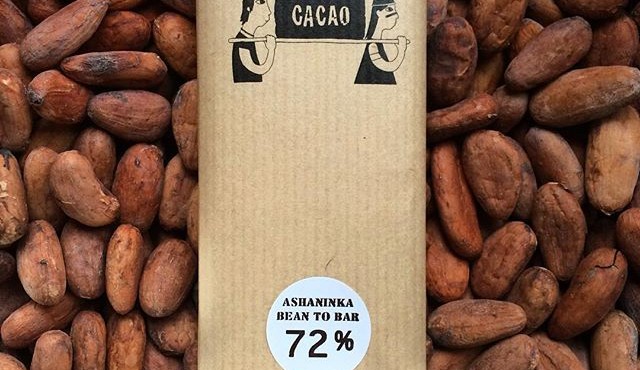 CACAO
ASHANINKA
BEAN TO BAR
72%